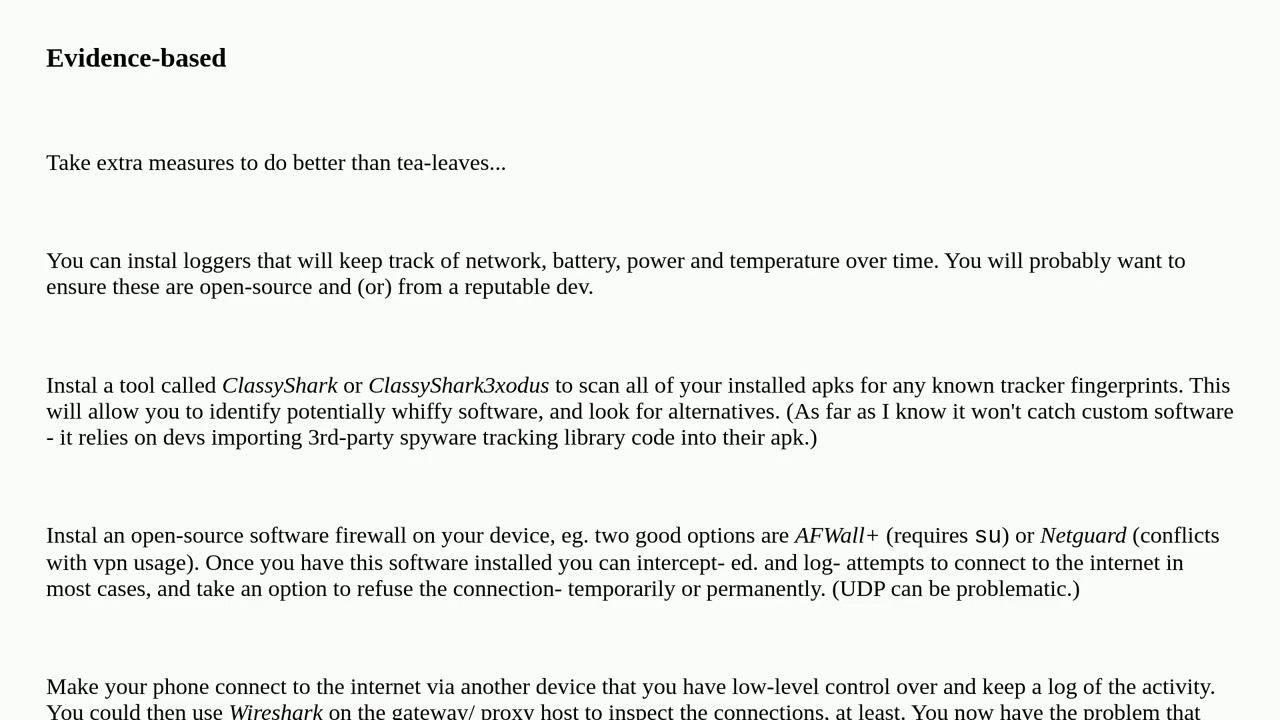 Evidence-based
Take extra measures to do better than tea-leaves...
You can instal loggers that will keep track of network, battery, power and temperature over time. You will probably want to
ensure these are open-source and (or) from a reputable dev.
Instal a tool called ClassyShark or ClassyShark3xodus to scan all of your installed apks for any known tracker fingerprints. This
will allow you to identify potentially whiffy software, and look for alternatives. (As far as I know it won't catch custom software
- it relies on devs importing 3rd-party spyware tracking library code into their apk.)
Instal an open-source software firewall on your device, eg. two good options are AFWall+ (requires su) or Netguard (conflicts
with vpn usage). Once you have this software installed you can intercept- ed. and log- attempts to connect to the internet in
most cases, and take an option to refuse the connection- temporarily or permanently. (UDP can be problematic.)
Make your phone connect to the internet via another device that you have low-level control over and keep a log of the activity.
You could then use Wireshark on the gateway/ proxy host to inspect the connections, at least. You now have the problem that